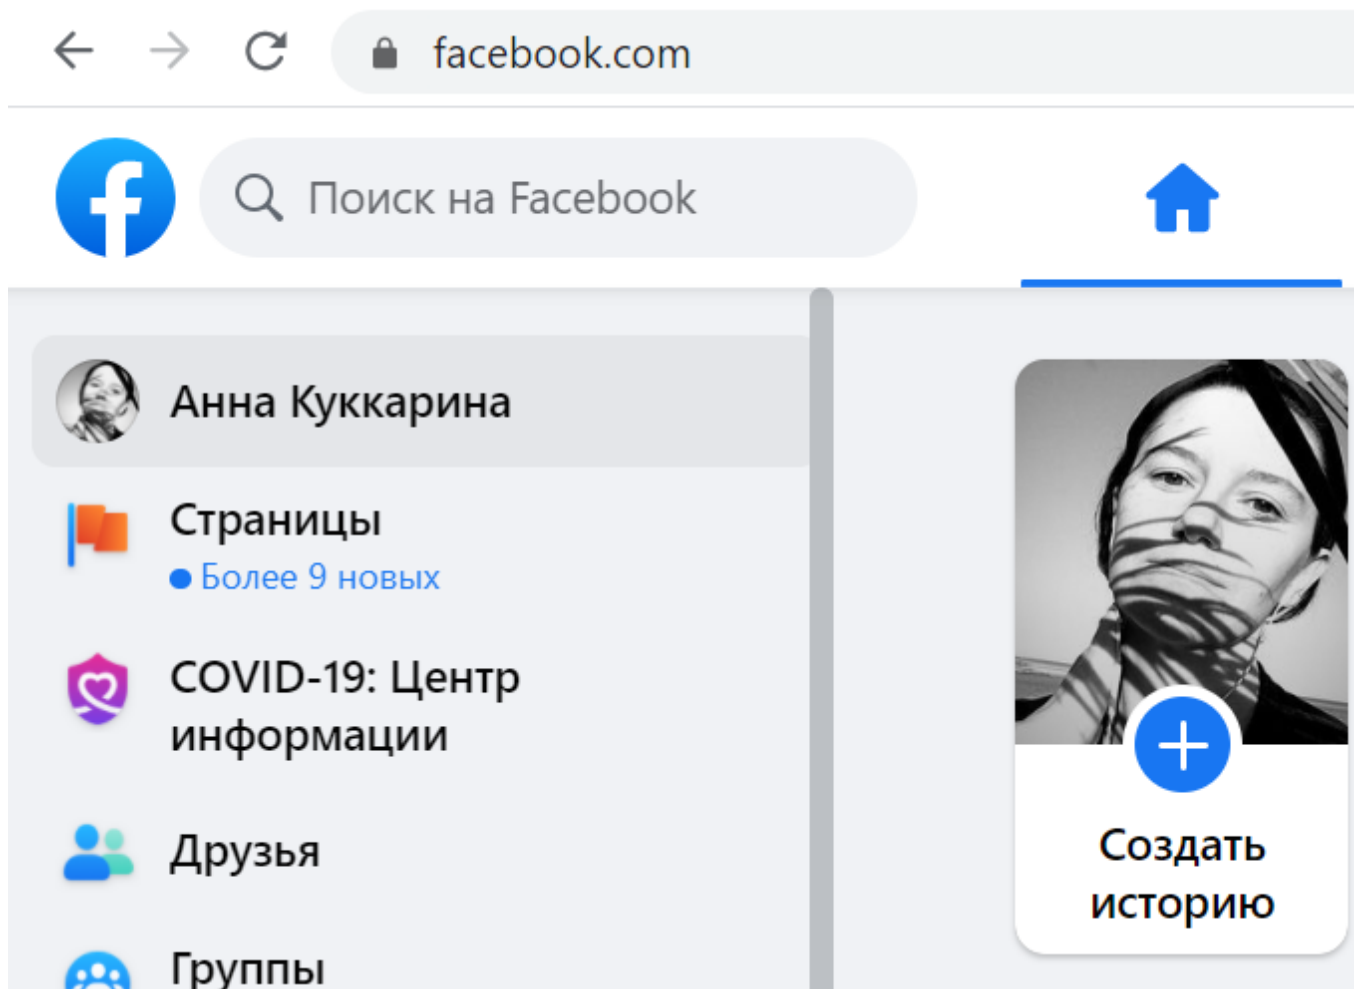 facebook.com
Поиск на Facebook
Анна Куккарина
Страницы
Более 9 новых
COVID-19: Центр
информации
Друзья
Группы
Создать
историю